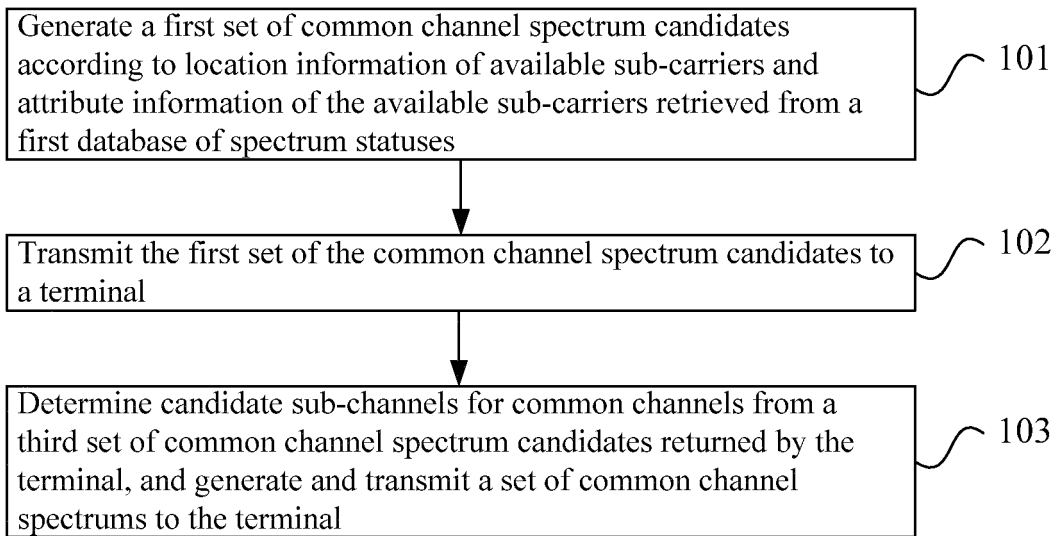 Generate a first set of common channel spectrum candidates
according to location information of available sub-carriers and
attribute information of the available sub-carriers retrieved from a
first database of spectrum statuses
101
Transmit the first set of the common channel spectrum candidates to
a terminal
102
Determine candidate sub-channels for common channels from a
third set of common channel spectrum candidates returned by the
terminal, and generate and transmit a set of common channel
spectrums to the terminal
103